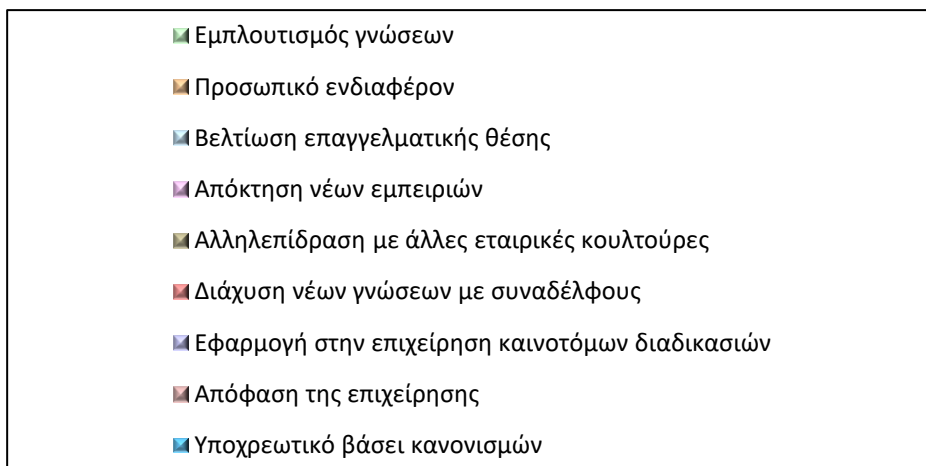 Εμπλουτισμός γνώσεων
Προσωπικό ενδιαφέρον
Βελτίωση επαγγελματικής θέσης
Απόκτηση νέων εμπειριών
Αλληλεπίδραση με άλλες εταιρικές κουλτούρες
Διάχυση νέων γνώσεων με συναδέλφους
Εφαρμογή στην επιχείρηση καινοτόμων διαδικασιών
Απόφαση της επιχείρησης
Υποχρεωτικό βάσει κανονισμών